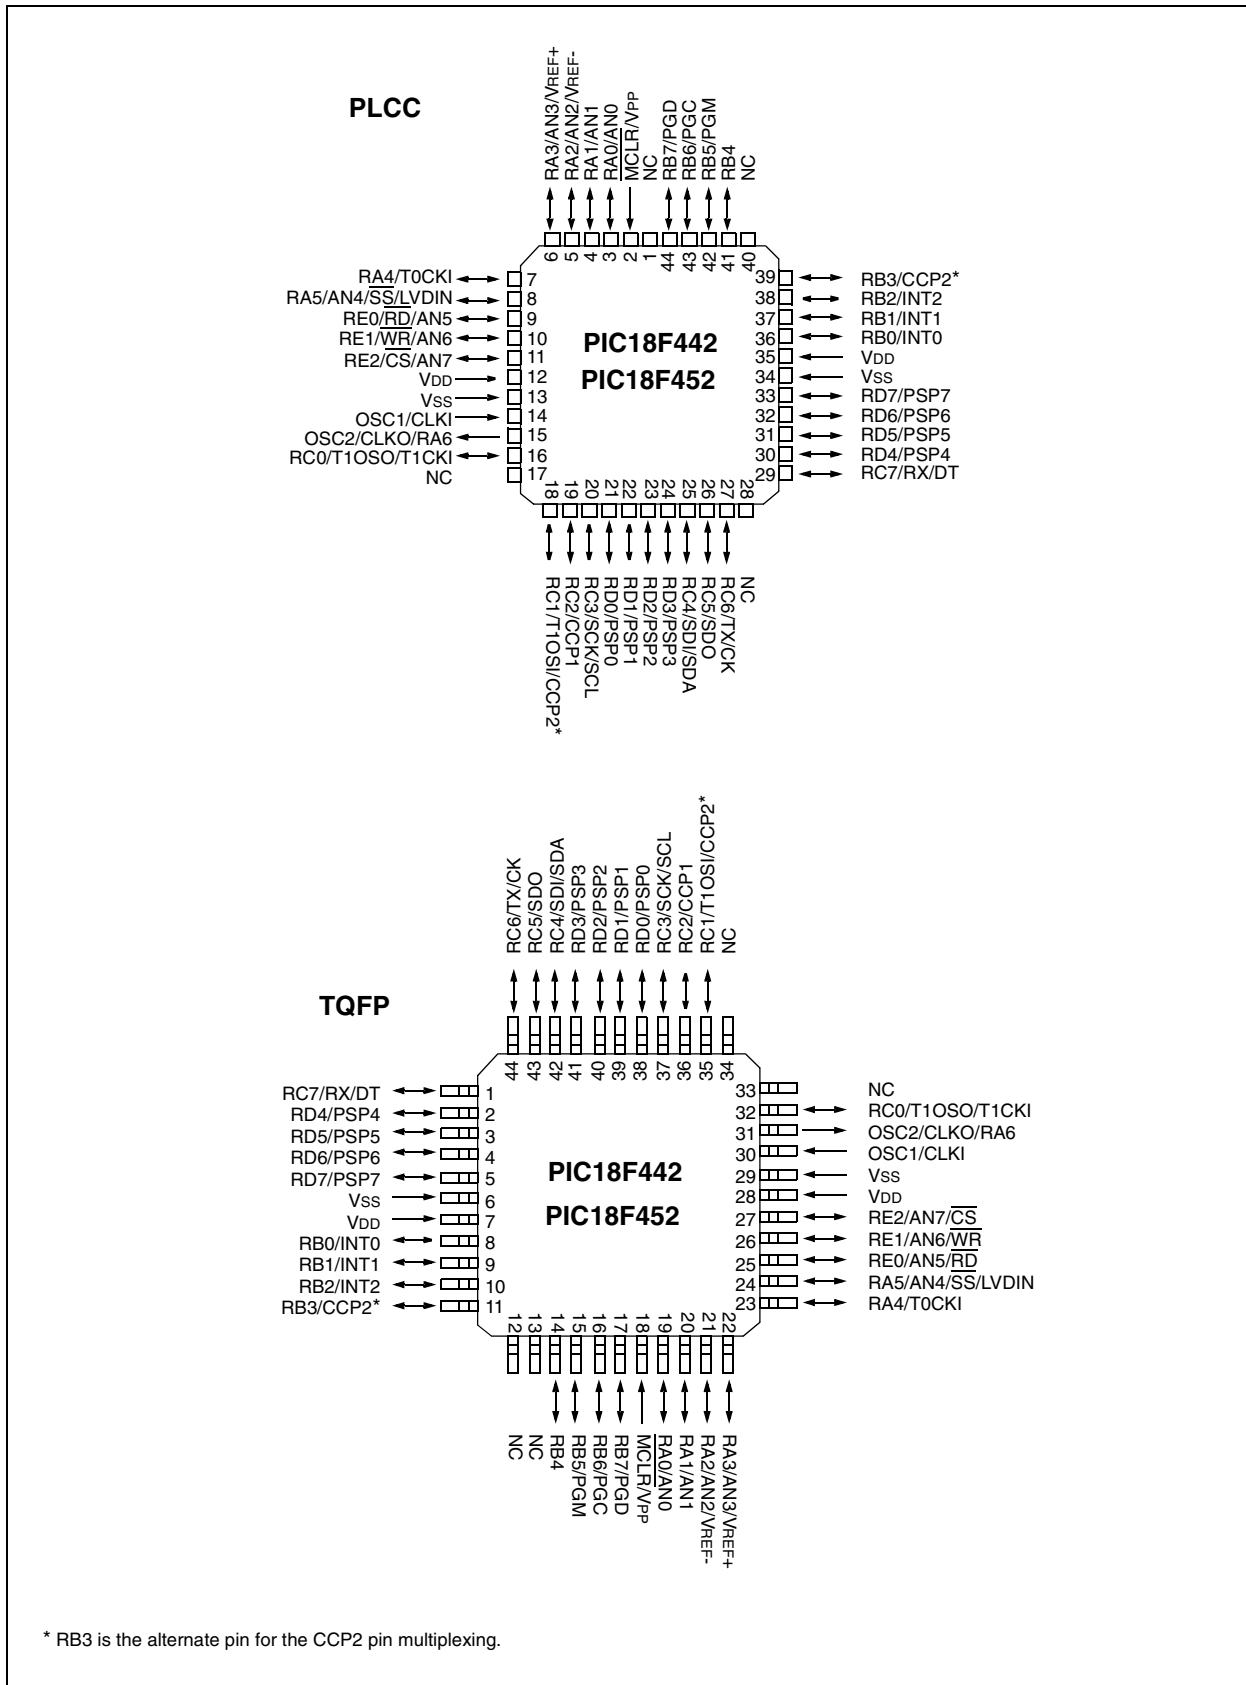 PLCC
RA3/AN3/VREF+
RA2/AN2/VREF-
RA1/AN1
RA0/AN0
MCLR/VPP
NC
RB7/PGD
RB6/PGC
RB5/PGM
RB4
NC
6 5 4 3 2 1 44 43 42 41 40
RA4/T0CKI 7
RA5/AN4/SS/LVDIN 8
RE0/RD/AN5 9
RE1/WR/AN6 10
RE2/CS/AN7 11
VDD 12
VSS 13
OSC1/CLKI 14
OSC2/CLKO/RA6 15
RC0/T1OSO/T1CKI 16
NC 17
PIC18F442
PIC18F452
39 RB3/CCP2*
38 RB2/INT2
37 RB1/INT1
36 RB0/INT0
35 VDD
34 VSS
33 RD7/PSP7
32 RD6/PSP6
31 RD5/PSP5
30 RD4/PSP4
29 RC7/RX/DT
18 19 20 21 22 23 24 25 26 27 28
RC1/T1OSI/CCP2*
RC2/CCP1
RC3/SCK/SCL
RD0/PSP0
RD1/PSP1
RD2/PSP2
RD3/PSP3
RC4/SDI/SDA
RC5/SDO
RC6/TX/CK
NC
TQFP
RC6/TX/CK
RC5/SDO
RC4/SDI/SDA
RD3/PSP3
RD2/PSP2
RD1/PSP1
RD0/PSP0
RC3/SCK/SCL
RC2/CCP1
RC1/T1OSI/CCP2*
NC
44 43 42 41 40 39 38 37 36 35 34
RC7/RX/DT 1
RD4/PSP4 2
RD5/PSP5 3
RD6/PSP6 4
RD7/PSP7 5
VSS 6
VDD 7
RB0/INT0 8
RB1/INT1 9
RB2/INT2 10
RB3/CCP2* 11
PIC18F442
PIC18F452
33 NC
32 RC0/T1OSO/T1CKI
31 OSC2/CLKO/RA6
30 OSC1/CLKI
29 VSS
28 VDD
27 RE2/AN7/CS
26 RE1/AN6/WR
25 RE0/AN5/RD
24 RA5/AN4/SS/LVDIN
23 RA4/T0CKI
12 13 14 15 16 17 18 19 20 21 22
NC
NC
RB4
RB5/PGM
RB6/PGC
RB7/PGD
MCLR/VPP
RA0/AN0
RA1/AN1
RA2/AN2/VREF-
RA3/AN3/VREF+
* RB3 is the alternate pin for the CCP2 pin multiplexing.